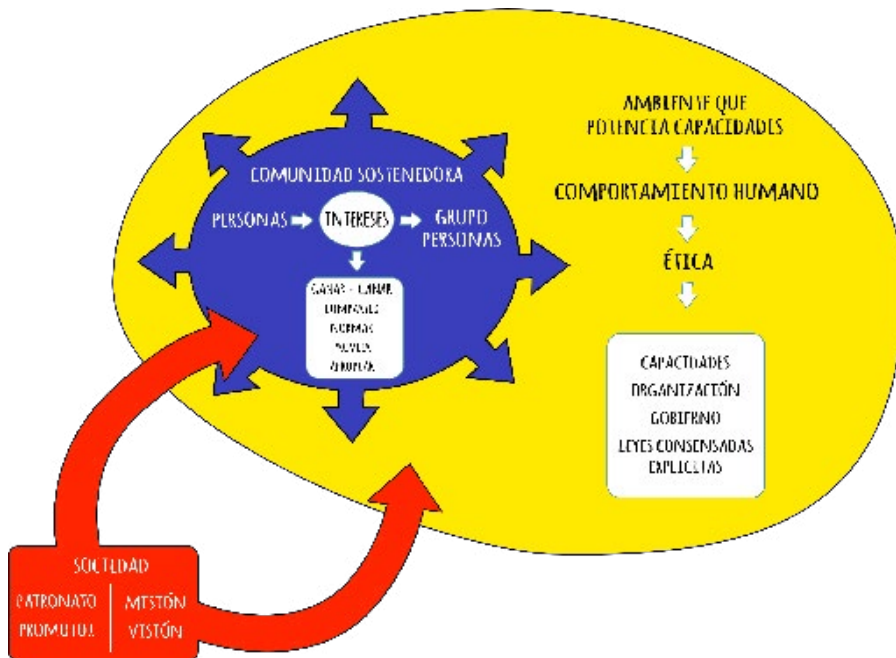 AMBIENTE QUE
POTENCIA CAPACIDADES
COMPORTAMIENTO HUMANO
ÉTICA
CAPACIDADES
ORGANIZACIÓN
GOBIERNO
LEYES CONSENSADAS
EXPLICITAS
COMUNIDAD SOSTENEDORA
PERSONAS
INTERESES
GRUPO
PERSONAS
GANAR - GANAR
NORMAS
SOCIEDAD
PATRONATO
PROMOTOR
MISIÓN
VISIÓN